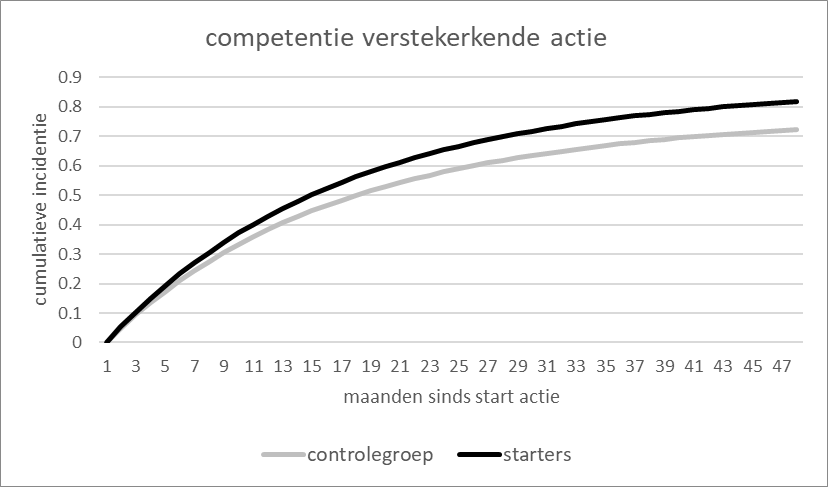 competentie verstekerkende actie
0.9
0.8
0.7
0.6
0.5
0.4
0.3
0.2
0.1
0
cumulatieve incidentie
1 3 5 7 9 11 13 15 17 19 21 23 25 27 29 31 33 35 37 39 41 43 45 47
maanden sinds start actie
controlegroep starters